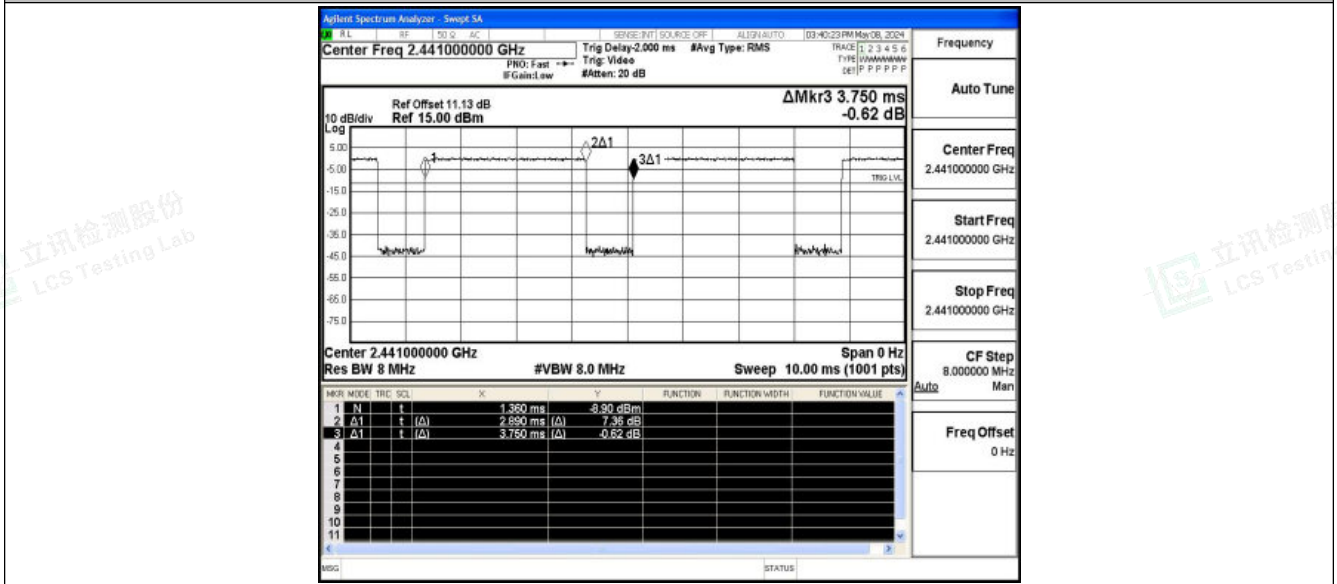 Agilent Spectrum Analyzer - Swept SA
RL RF 50 Ω AC SENSE:INT SOURCE OFF ALIGN AUTO 03:40:23 PM May 08, 2024
Center Freq 2.441000000 GHz
PNO: Fast
IFGain:Low
Trig Delay-2.000 ms
Trig: Video
#Atten: 20 dB
#Avg Type: RMS
TRACE 1 2 3 4 5 6
TYPE
DET P P P P P P
Ref Offset 11.13 dB
10 dB/div Ref 15.00 dBm
Log
ΔMkr3 3.750 ms
-0.62 dB
5.00
-5.00
-15.0
-25.0
-35.0
-45.0
-55.0
-65.0
-75.0
1
2Δ1
3Δ1
TRIG LVL
Center 2.441000000 GHz Span 0 Hz
Res BW 8 MHz #VBW 8.0 MHz Sweep 10.00 ms (1001 pts)
MKR MODE TRC SCL X Y FUNCTION FUNCTION WIDTH FUNCTION VALUE
1 N t 1.360 ms -8.90 dBm
2 Δ1 t (Δ) 2.890 ms (Δ) 7.36 dB
3 Δ1 t (Δ) 3.750 ms (Δ) -0.62 dB
4
5
6
7
8
9
10
11
MSG STATUS
Frequency
Auto Tune
Center Freq
2.441000000 GHz
Start Freq
2.441000000 GHz
Stop Freq
2.441000000 GHz
CF Step
8.000000 MHz
Auto Man
Freq Offset
0 Hz
立讯检测股份
LCS Testing Lab
立讯检测股
LCS Testin